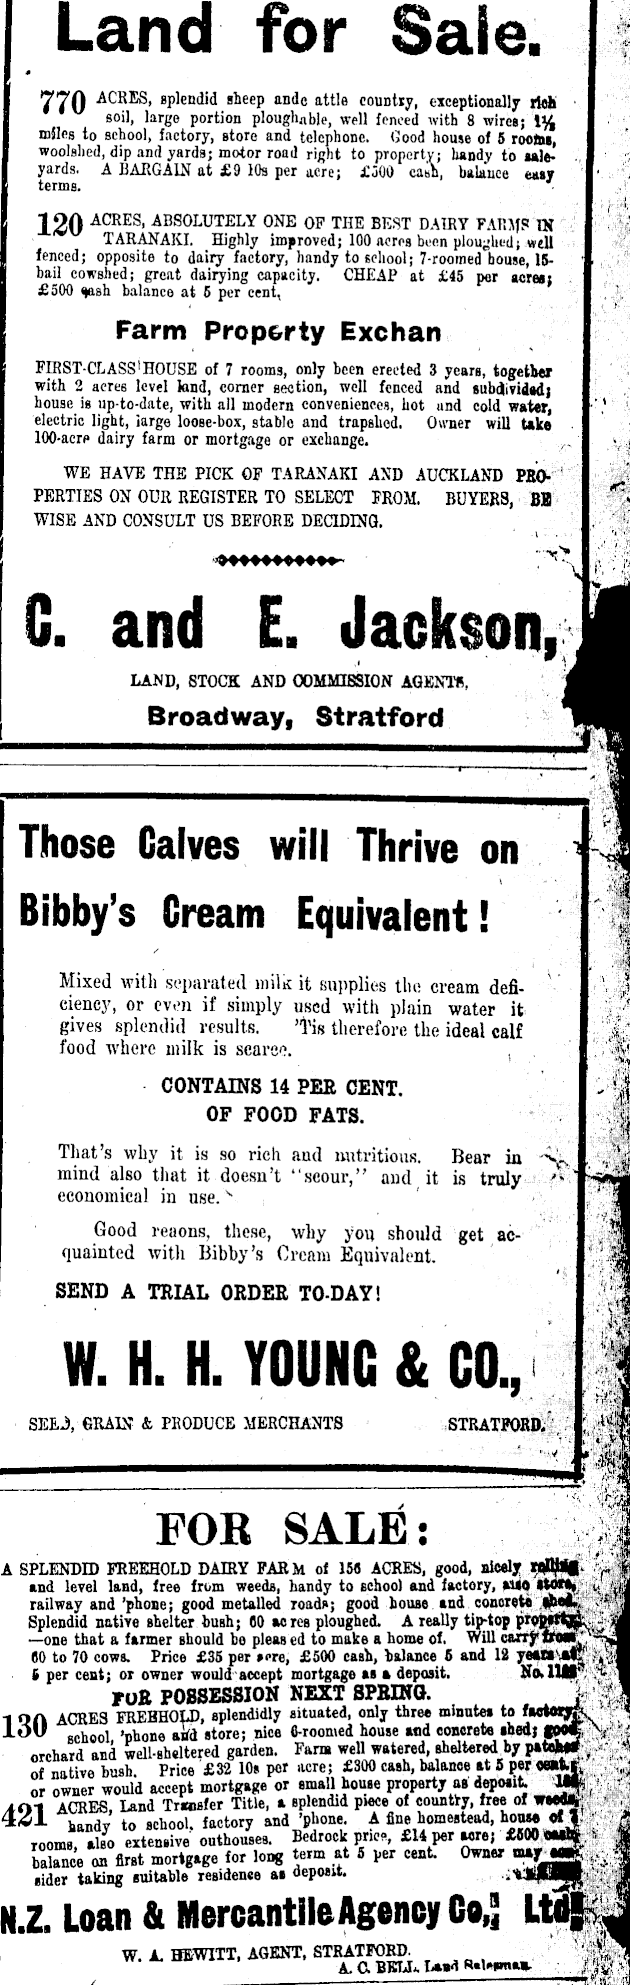 Land for Sale.
770 ACRES, splendid sheep andc attle country, exceptionally rich
soil, large portion ploughable, well fenced with 8 wires; 1½
miles to school, factory, store and telephone. Good house of 5 rooms,
woolshed, dip and yards; motor road right to property; handy to sale-
yards. A BARGAIN at £9 10s per acre; £500 cash, balance easy
terms.
120 ACRES, ABSOLUTELY ONE OF THE BEST DAIRY FARMS IN
TARANAKI. Highly improved; 100 acres been ploughed; well
fenced; opposite to dairy factory, handy to school; 7-roomed house, 15-
bail cowshed; great dairying capacity. CHEAP at £45 per acres;
£500 cash balance at 5 per cent,
Farm Property Exchan
FIRST-CLASS HOUSE of 7 rooms, only been erected 3 years, together
with 2 acres level land, corner section, well fenced and subdivided;
house is up-to-date, with all modern conveniences, hot and cold water,
electric light, large loose-box, stable and trapshed. Owner will take
100-acre dairy farm or mortgage or exchange.
WE HAVE THE PICK OF TARANAKI AND AUCKLAND PRO-
PERTIES ON OUR REGISTER TO SELECT FROM. BUYERS, BE
WISE AND CONSULT US BEFORE DECIDING.
C. and E. Jackson,
LAND, STOCK AND COMMISSION AGENTS,
Broadway, Stratford
Those Calves will Thrive on
Bibby's Cream Equivalent!
Mixed with separated milk it supplies the cream defi-
ciency, or even if simply used with plain water it
gives splendid results. 'Tis therefore the ideal calf
food where milk is scarce.
CONTAINS 14 PER CENT.
OF FOOD FATS.
That's why it is so rich and nutritious. Bear in
mind also that it doesn't "scour," and it is truly
economical in use.
Good reaons, these, why you should get ac-
quainted with Bibby's Cream Equivalent.
SEND A TRIAL ORDER TO-DAY!
W. H. H. YOUNG & CO.,
SEED, GRAIN & PRODUCE MERCHANTS STRATFORD.
FOR SALE:
A SPLENDID FREEHOLD DAIRY FARM of 156 ACRES, good, nicely rolling
and level land, free from weeds, handy to school and factory, also store,
railway and 'phone; good metalled roads; good house and concrete shed.
Splendid native shelter bush; 60 acres ploughed. A really tip-top property
—one that a farmer should be pleased to make a home of. Will carry from
60 to 70 cows. Price £35 per acre, £500 cash, balance 5 and 12 years at
5 per cent; or owner would accept mortgage as a deposit. No.
FOR POSSESSION NEXT SPRING.
130 ACRES FREEHOLD, splendidly situated, only three minutes to factory,
school, 'phone and store; nice 6-roomed house and concrete shed; good
orchard and well-sheltered garden. Farm well watered, sheltered by patches
of native bush. Price £32 10s per acre; £300 cash, balance at 5 per cent.
or owner would accept mortgage or small house property as deposit.
421 ACRES, Land Transfer Title, a splendid piece of country, free of weeds,
handy to school, factory and 'phone. A fine homestead, house of 7
rooms, also extensive outhouses. Bedrock price, £14 per acre; £500 cash
balance on first mortgage for long term at 5 per cent. Owner may con-
sider taking suitable residence as deposit.
N.Z. Loan & Mercantile Agency Co., Ltd.
W. A. HEWITT, AGENT, STRATFORD.
A. C. BELL, Land Salesman.